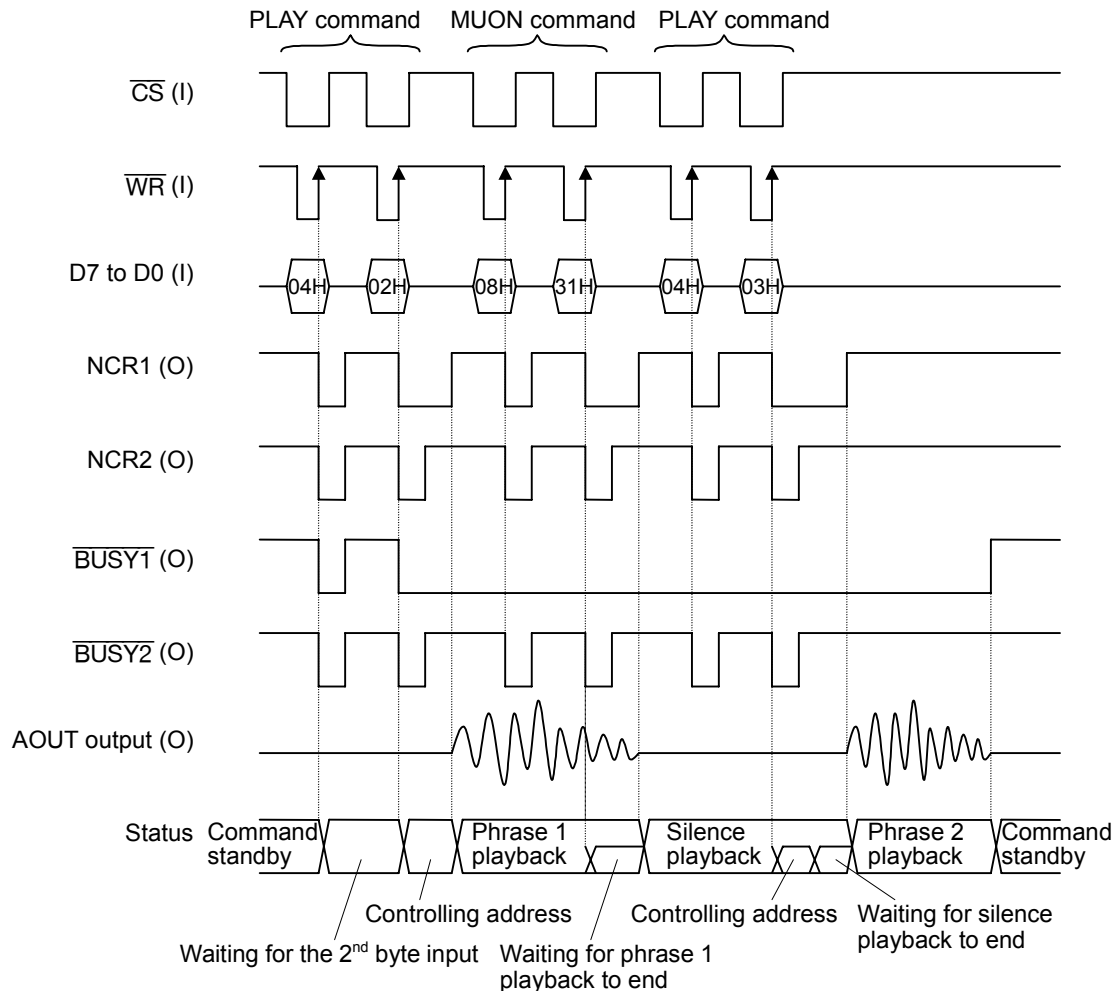 PLAY command MUON command PLAY command
CS (I)
WR (I)
D7 to D0 (I) 04H 02H 08H 31H 04H 03H
NCR1 (O)
NCR2 (O)
BUSY1 (O)
BUSY2 (O)
AOUT output (O)
Status Command standby Phrase 1 playback Silence playback Phrase 2 playback Command standby
Controlling address Controlling address Waiting for silence playback to end
Waiting for the 2nd byte input Waiting for phrase 1 playback to end